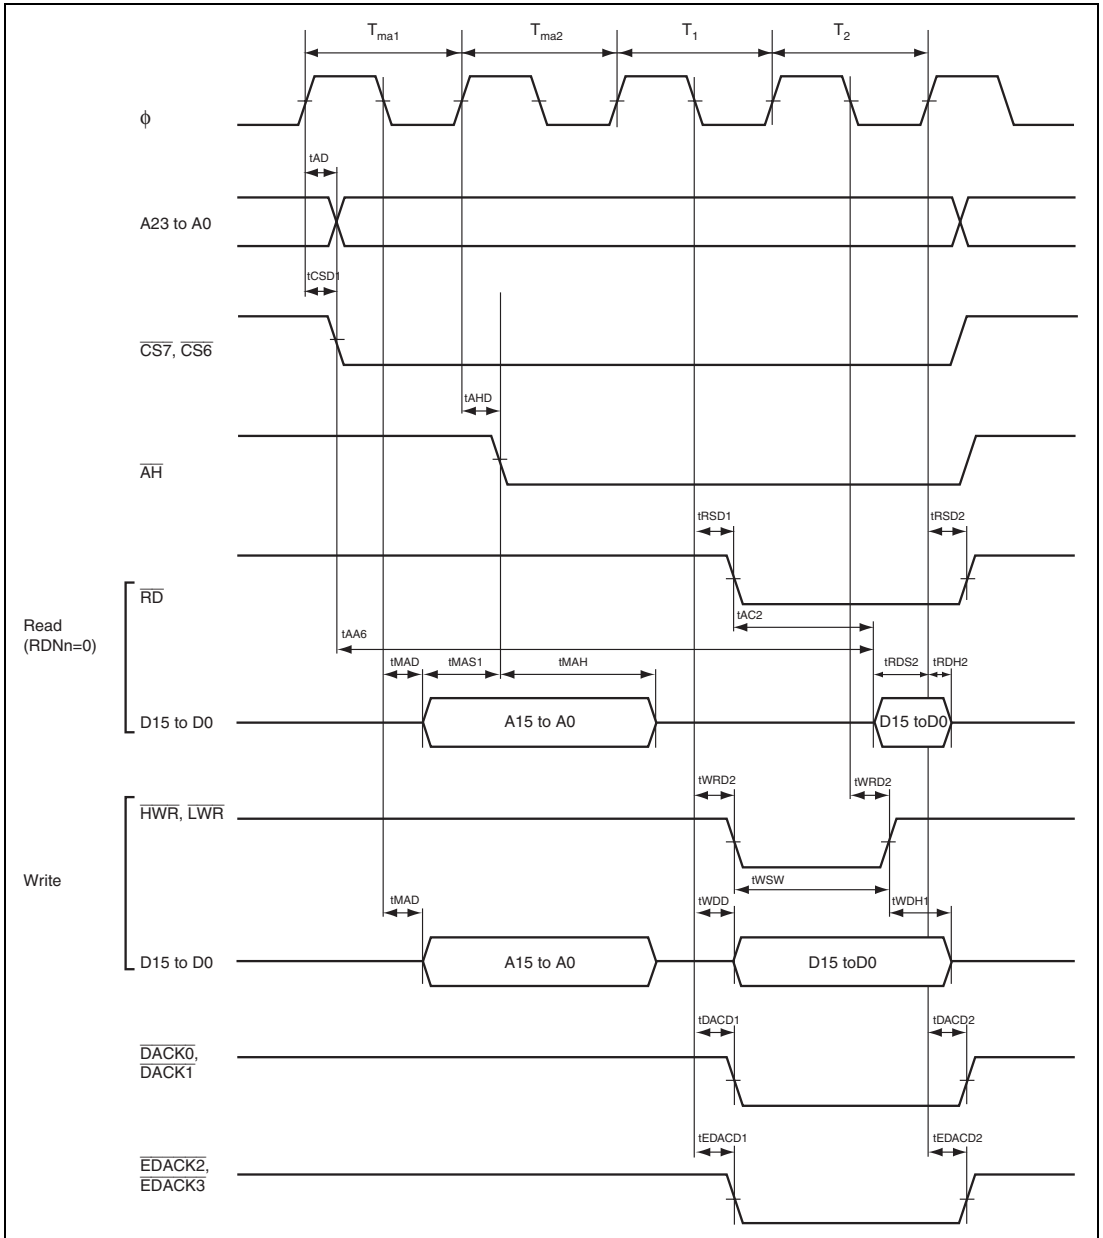 Tma1 Tma2 T1 T2
φ
tAD
A23 to A0
tCSD1
CS7, CS6
tAHD
AH
tRSD1 tRSD2
RD
Read
(RDNn=0)
tAC2
tAA6
tMAD tMAS1 tMAH tRDS2 tRDH2
D15 to D0 A15 to A0 D15 toD0
tWRD2 tWRD2
HWR, LWR
Write
tWSW
tMAD tWDD tWDH1
D15 to D0 A15 to A0 D15 toD0
tDACD1 tDACD2
DACK0,
DACK1
tEDACD1 tEDACD2
EDACK2,
EDACK3